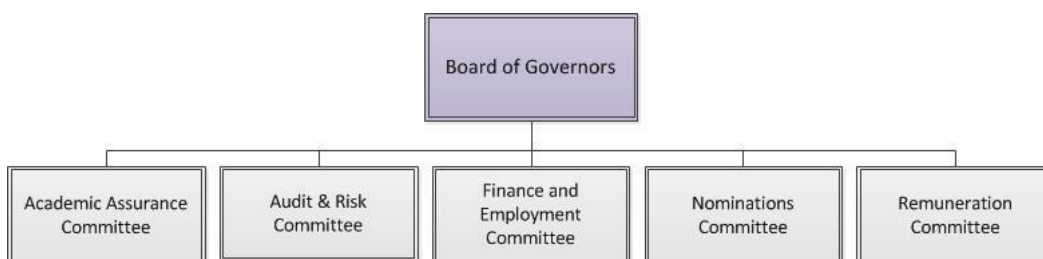 Board of Governors
Academic Assurance
Committee
Audit & Risk
Committee
Finance and
Employment
Committee
Nominations
Committee
Remuneration
Committee